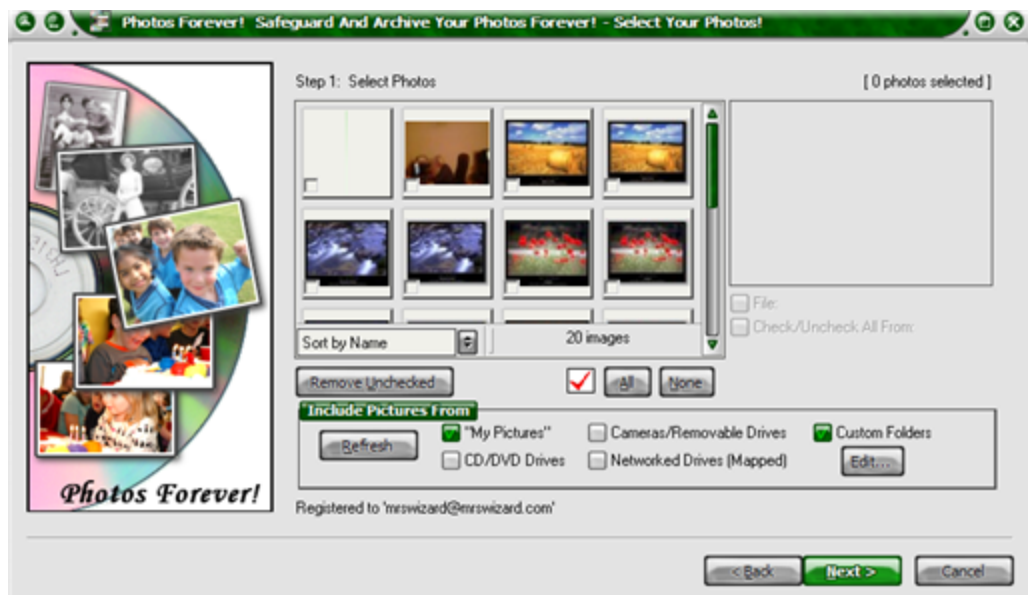 Photos Forever! Safeguard And Archive Your Photos Forever! - Select Your Photos!
Step 1: Select Photos
[ 0 photos selected ]
File:
Check/Uncheck All From:
Sort by Name
20 images
Remove Unchecked
All
None
Include Pictures From
Refresh
"My Pictures"
Cameras/Removable Drives
Custom Folders
CD/DVD Drives
Networked Drives (Mapped)
Edit...
Photos Forever!
Registered to 'mrswizard@mrswizard.com'
< Back
Next >
Cancel